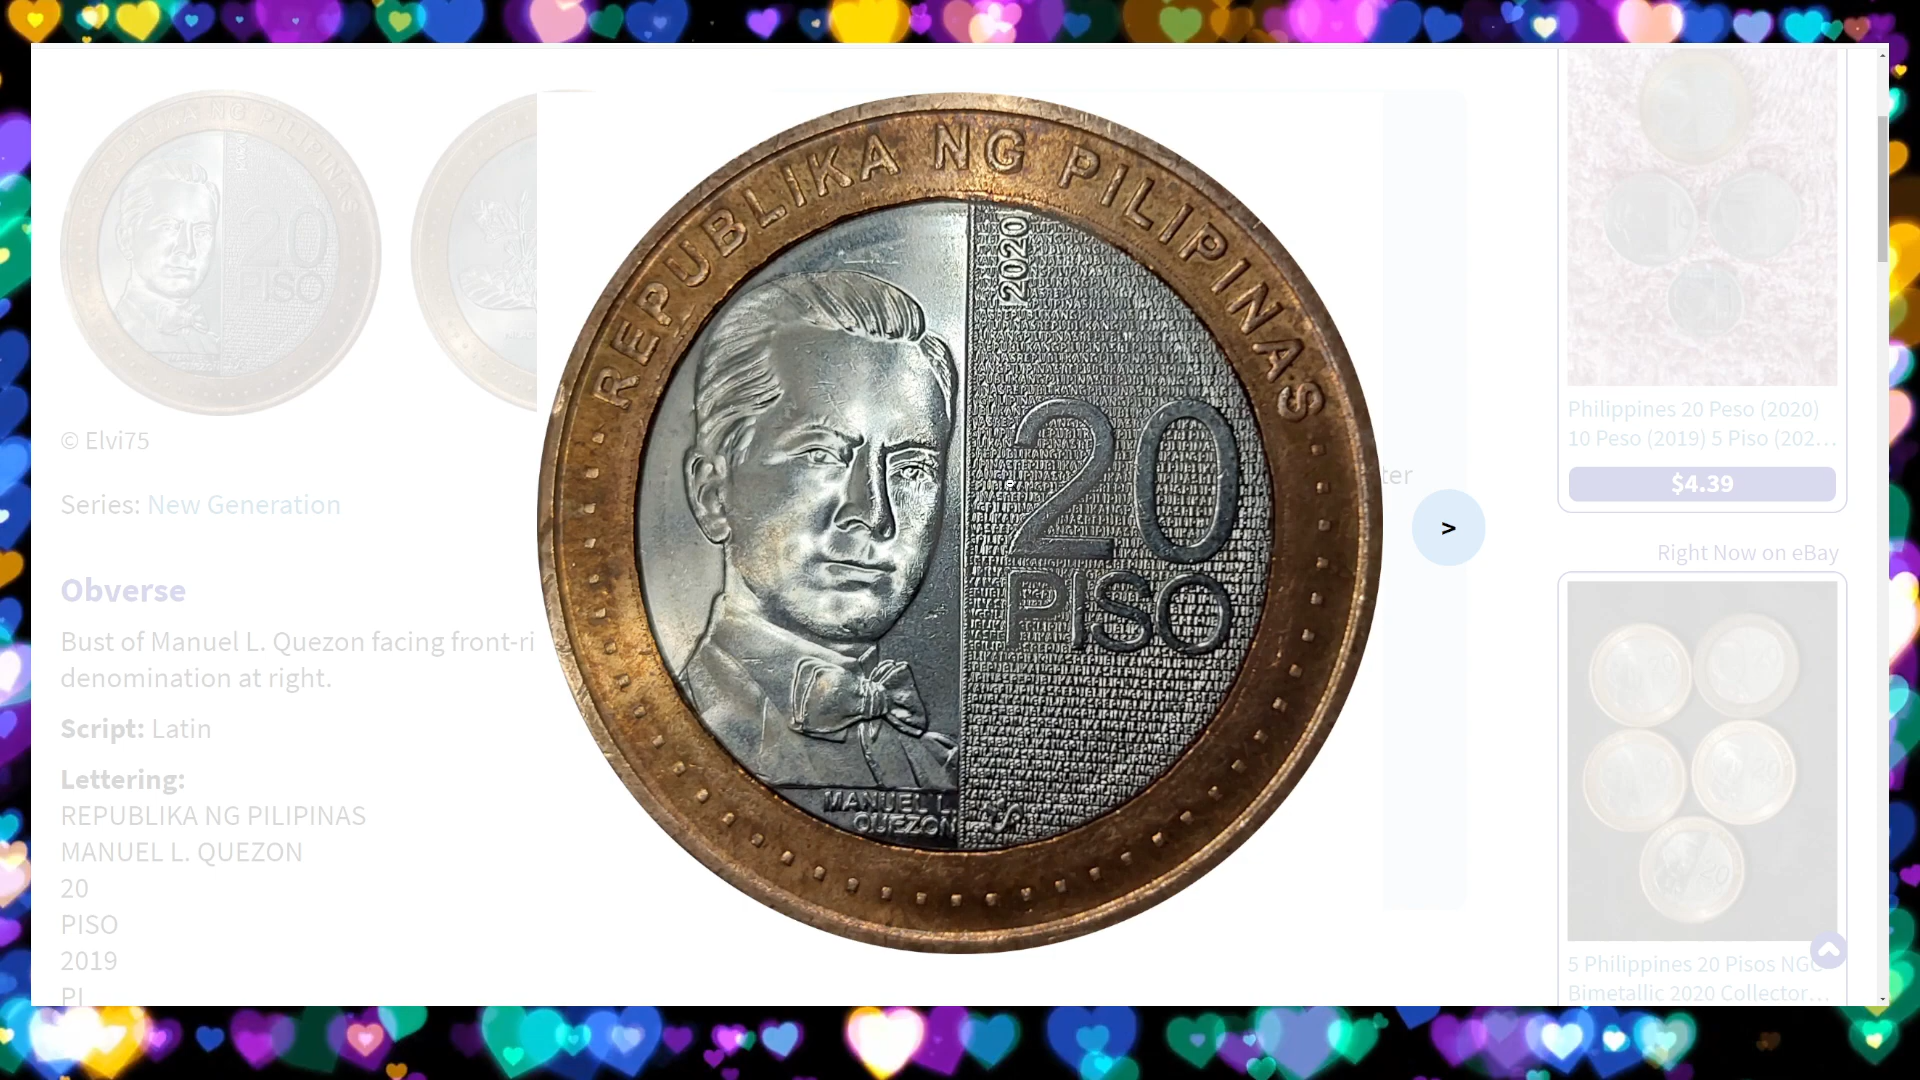 REPUBLIKA NG PILIPINAS
2020
20
PISO
MANUEL L.
QUEZON
© Elvi75
Series: New Generation
Obverse
Bust of Manuel L. Quezon facing front-ri
denomination at right.
Script: Latin
Lettering:
REPUBLIKA NG PILIPINAS
MANUEL L. QUEZON
20
PISO
2019
PI
ter
>
Philippines 20 Peso (2020)
10 Peso (2019) 5 Piso (202...
$4.39
Right Now on eBay
5 Philippines 20 Pisos NGC
Bimetallic 2020 Collector...